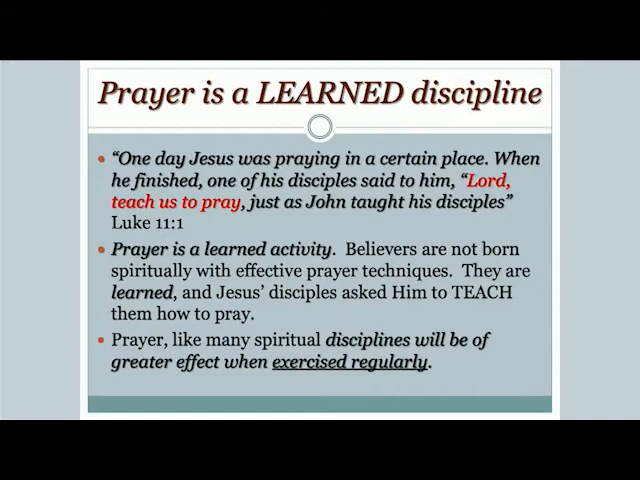 Prayer is a LEARNED discipline
• “One day Jesus was praying in a certain place. When
he finished, one of his disciples said to him, “Lord,
teach us to pray, just as John taught his disciples”
Luke 11:1
• Prayer is a learned activity. Believers are not born
spiritually with effective prayer techniques. They are
learned, and Jesus’ disciples asked Him to TEACH
them how to pray.
• Prayer, like many spiritual disciplines will be of
greater effect when exercised regularly.